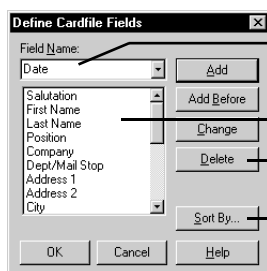 Define Cardfile Fields
Field Name:
Date
Add
Salutation
First Name
Last Name
Position
Company
Dept/Mail Stop
Address 1
Address 2
City
Add Before
Change
Delete
Sort By...
OK
Cancel
Help